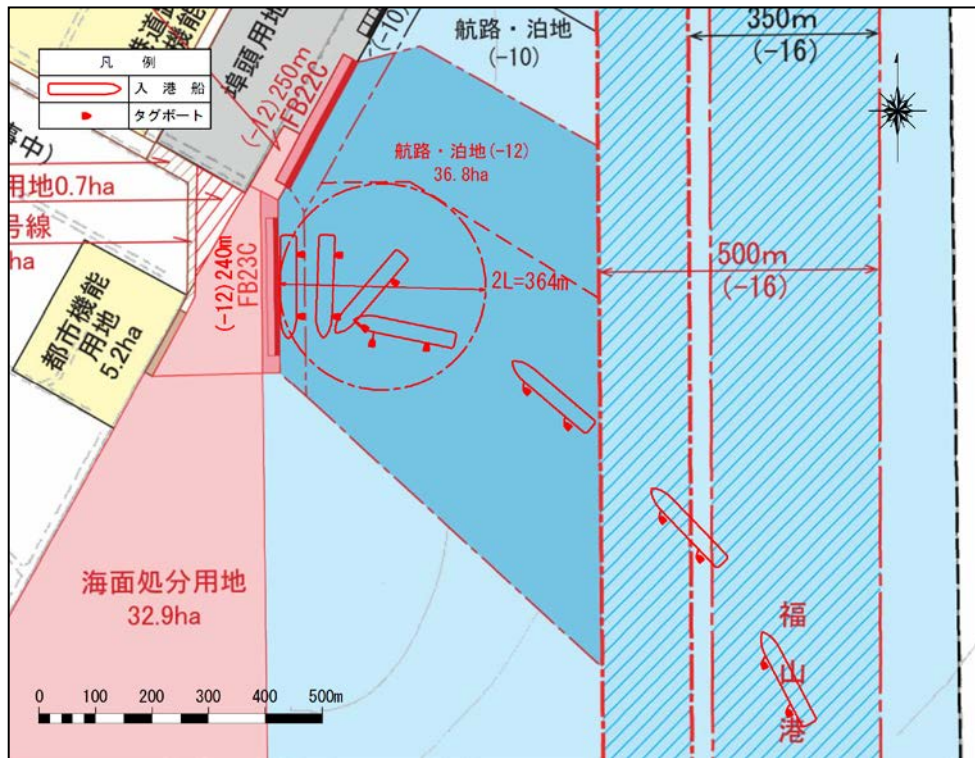 凡 例
入 港 船
タグボート
埠頭用地
機能
(-10)
航路・泊地
(-10)
350m
(-16)
(-12)250m
FB22C
航路・泊地(-12)
36.8ha
用地0.7ha
号線
(-12)240m
FB23C
2L=364m
500m
(-16)
都市機能
用地
5.2ha
海面処分用地
32.9ha
福
山
港
0 100 200 300 400 500m